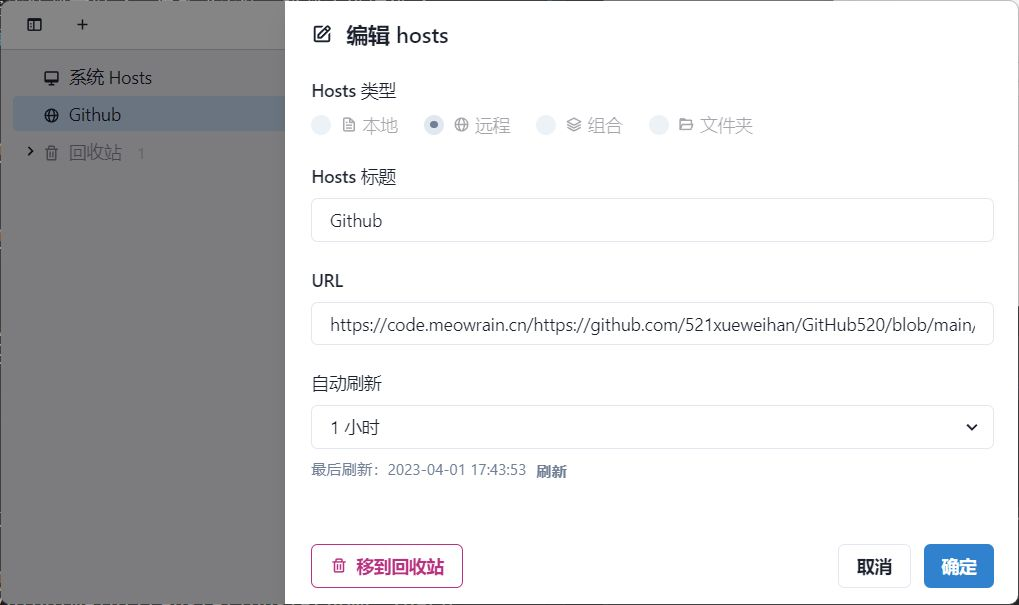 系统 Hosts
Github
回收站 1
编辑 hosts
Hosts 类型
本地 远程 组合 文件夹
Hosts 标题
Github
URL
https://code.meowrain.cn/https://github.com/521xueweihan/GitHub520/blob/main/
自动刷新
1 小时
最后刷新：2023-04-01 17:43:53 刷新
移到回收站 取消 确定